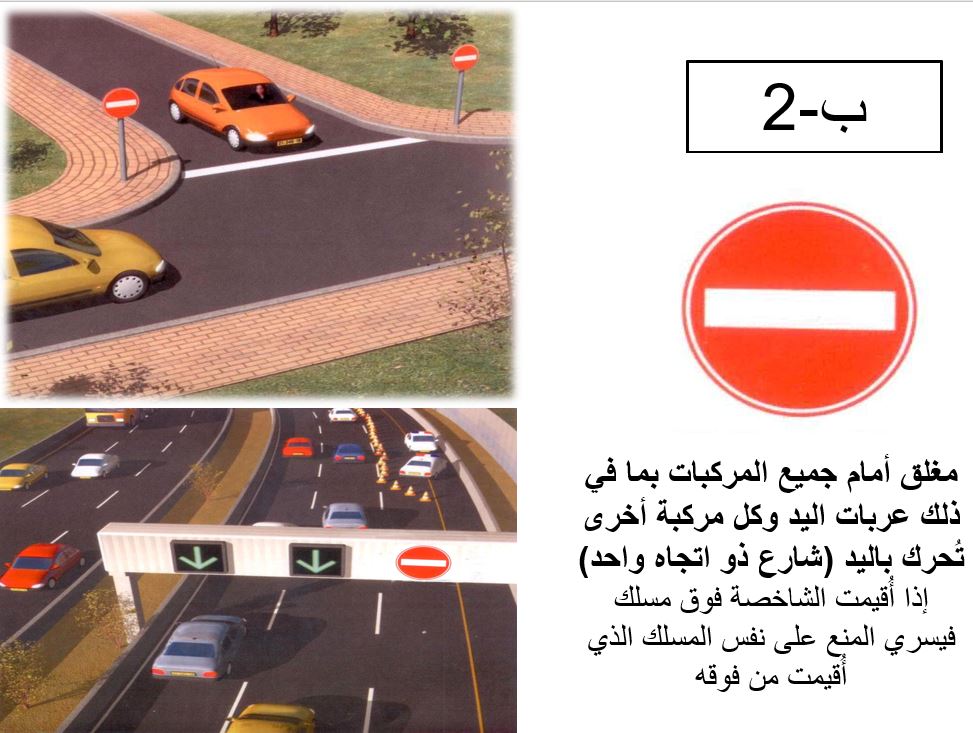 ب-2
مغلق أمام جميع المركبات بما في
ذلك عربات اليد وكل مركبة أخرى
تُحرك باليد (شارع ذو اتجاه واحد)
إذا أُقيمت الشاخصة فوق مسلك
فيسري المنع على نفس المسلك الذي
أُقيمت من فوقه